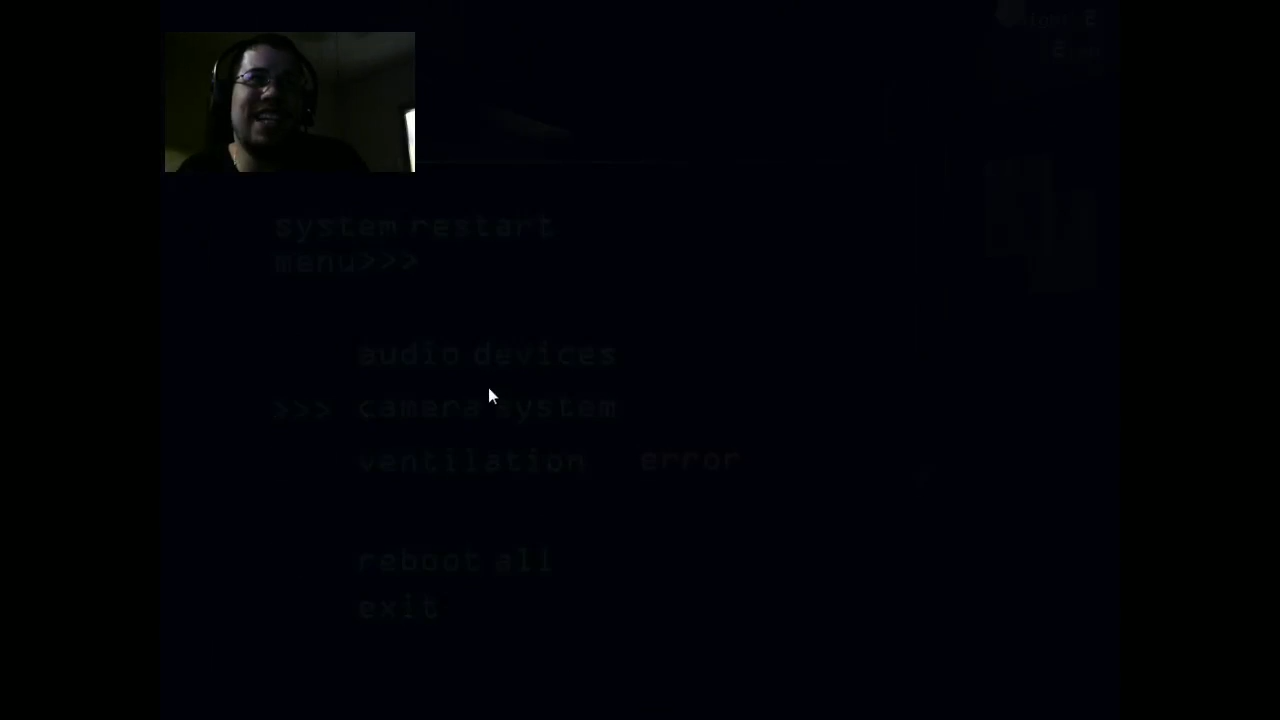 system restart
menu>>>
audio devices
>>> camera system
ventilation error
reboot all
exit